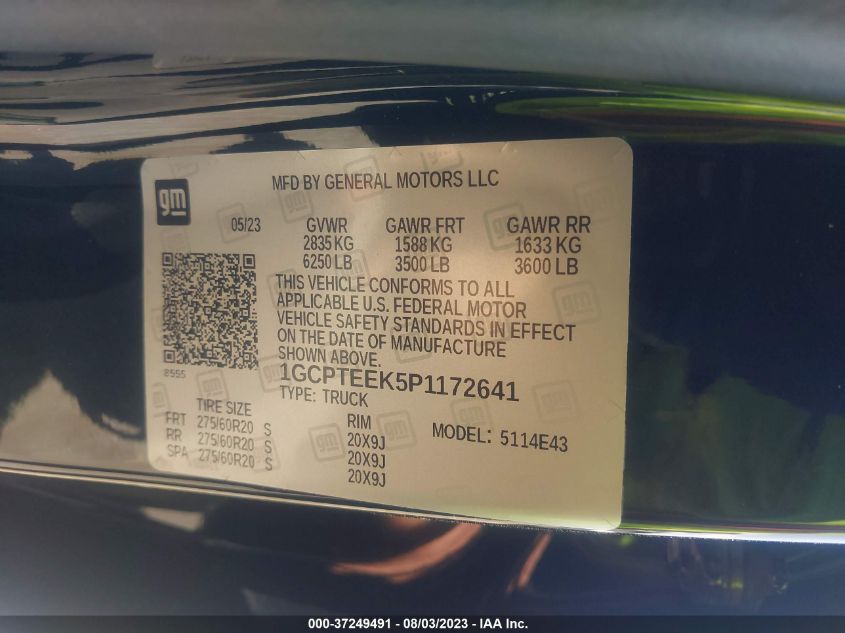 gm
MFD BY GENERAL MOTORS LLC
05/23 GVWR GAWR FRT GAWR RR
2835 KG 1588 KG 1633 KG
6250 LB 3500 LB 3600 LB
THIS VEHICLE CONFORMS TO ALL
APPLICABLE U.S. FEDERAL MOTOR
VEHICLE SAFETY STANDARDS IN EFFECT
ON THE DATE OF MANUFACTURE
SHOWN ABOVE.
8555
1GCPTEEK5P1172641
TYPE: TRUCK
TIRE SIZE RIM
FRT 275/60R20 S 20X9J
RR 275/60R20 S 20X9J
SPA 275/60R20 S 20X9J
MODEL: 5114E43
000-37249491 - 08/03/2023 - IAA Inc.